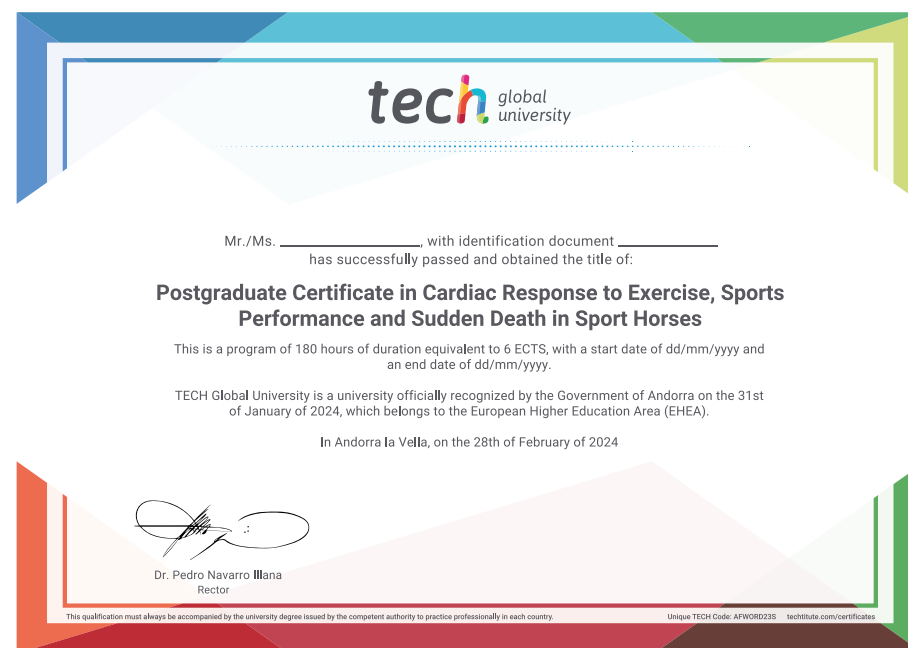 tech global
university
Mr./Ms. ____________, with identification document ____________
has successfully passed and obtained the title of:
Postgraduate Certificate in Cardiac Response to Exercise, Sports
Performance and Sudden Death in Sport Horses
This is a program of 180 hours of duration equivalent to 6 ECTS, with a start date of dd/mm/yyyy and
an end date of dd/mm/yyyy.
TECH Global University is a university officially recognized by the Government of Andorra on the 31st
of January of 2024, which belongs to the European Higher Education Area (EHEA).
In Andorra la Vella, on the 28th of February of 2024
Dr. Pedro Navarro Illana
Rector
This qualification must always be accompanied by the university degree issued by the competent authority to practice professionally in each country.
Unique TECH Code: AFWORD23S techtitute.com/certificates